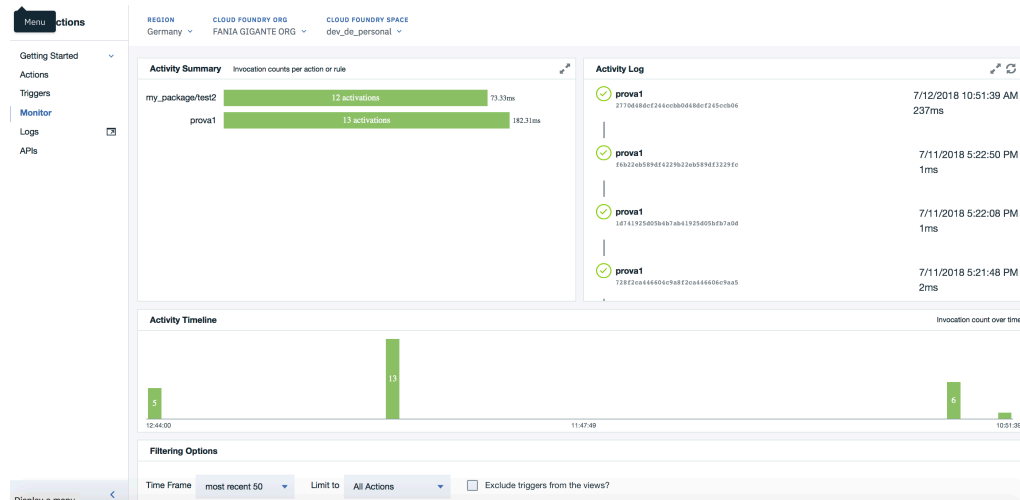 Menu
ctions
REGION
Germany
CLOUD FOUNDRY ORG
FANIA GIGANTE ORG
CLOUD FOUNDRY SPACE
dev_de_personal
Getting Started
Actions
Triggers
Monitor
Logs
APIs
Activity Summary Invocation counts per action or rule
my_package/test2 12 activations 73.33ms
prova1 13 activations 182.31ms
Activity Log
prova1 7/12/2018 10:51:39 AM
2770d48dcf244ccbb0d48dcf245ccb06 237ms
prova1 7/11/2018 5:22:50 PM
f6b22eb589df4229b22eb589df3229fc 1ms
prova1 7/11/2018 5:22:08 PM
1d741925d05b4b7ab41925d05bfb7a0d 1ms
prova1 7/11/2018 5:21:48 PM
728f2ca446604c9a8f2ca446606c9aa5 2ms
Activity Timeline Invocation count over time
5
13
6
12:44:00 11:47:49 10:51:39
Filtering Options
Time Frame most recent 50 Limit to All Actions Exclude triggers from the views?
Display a menu